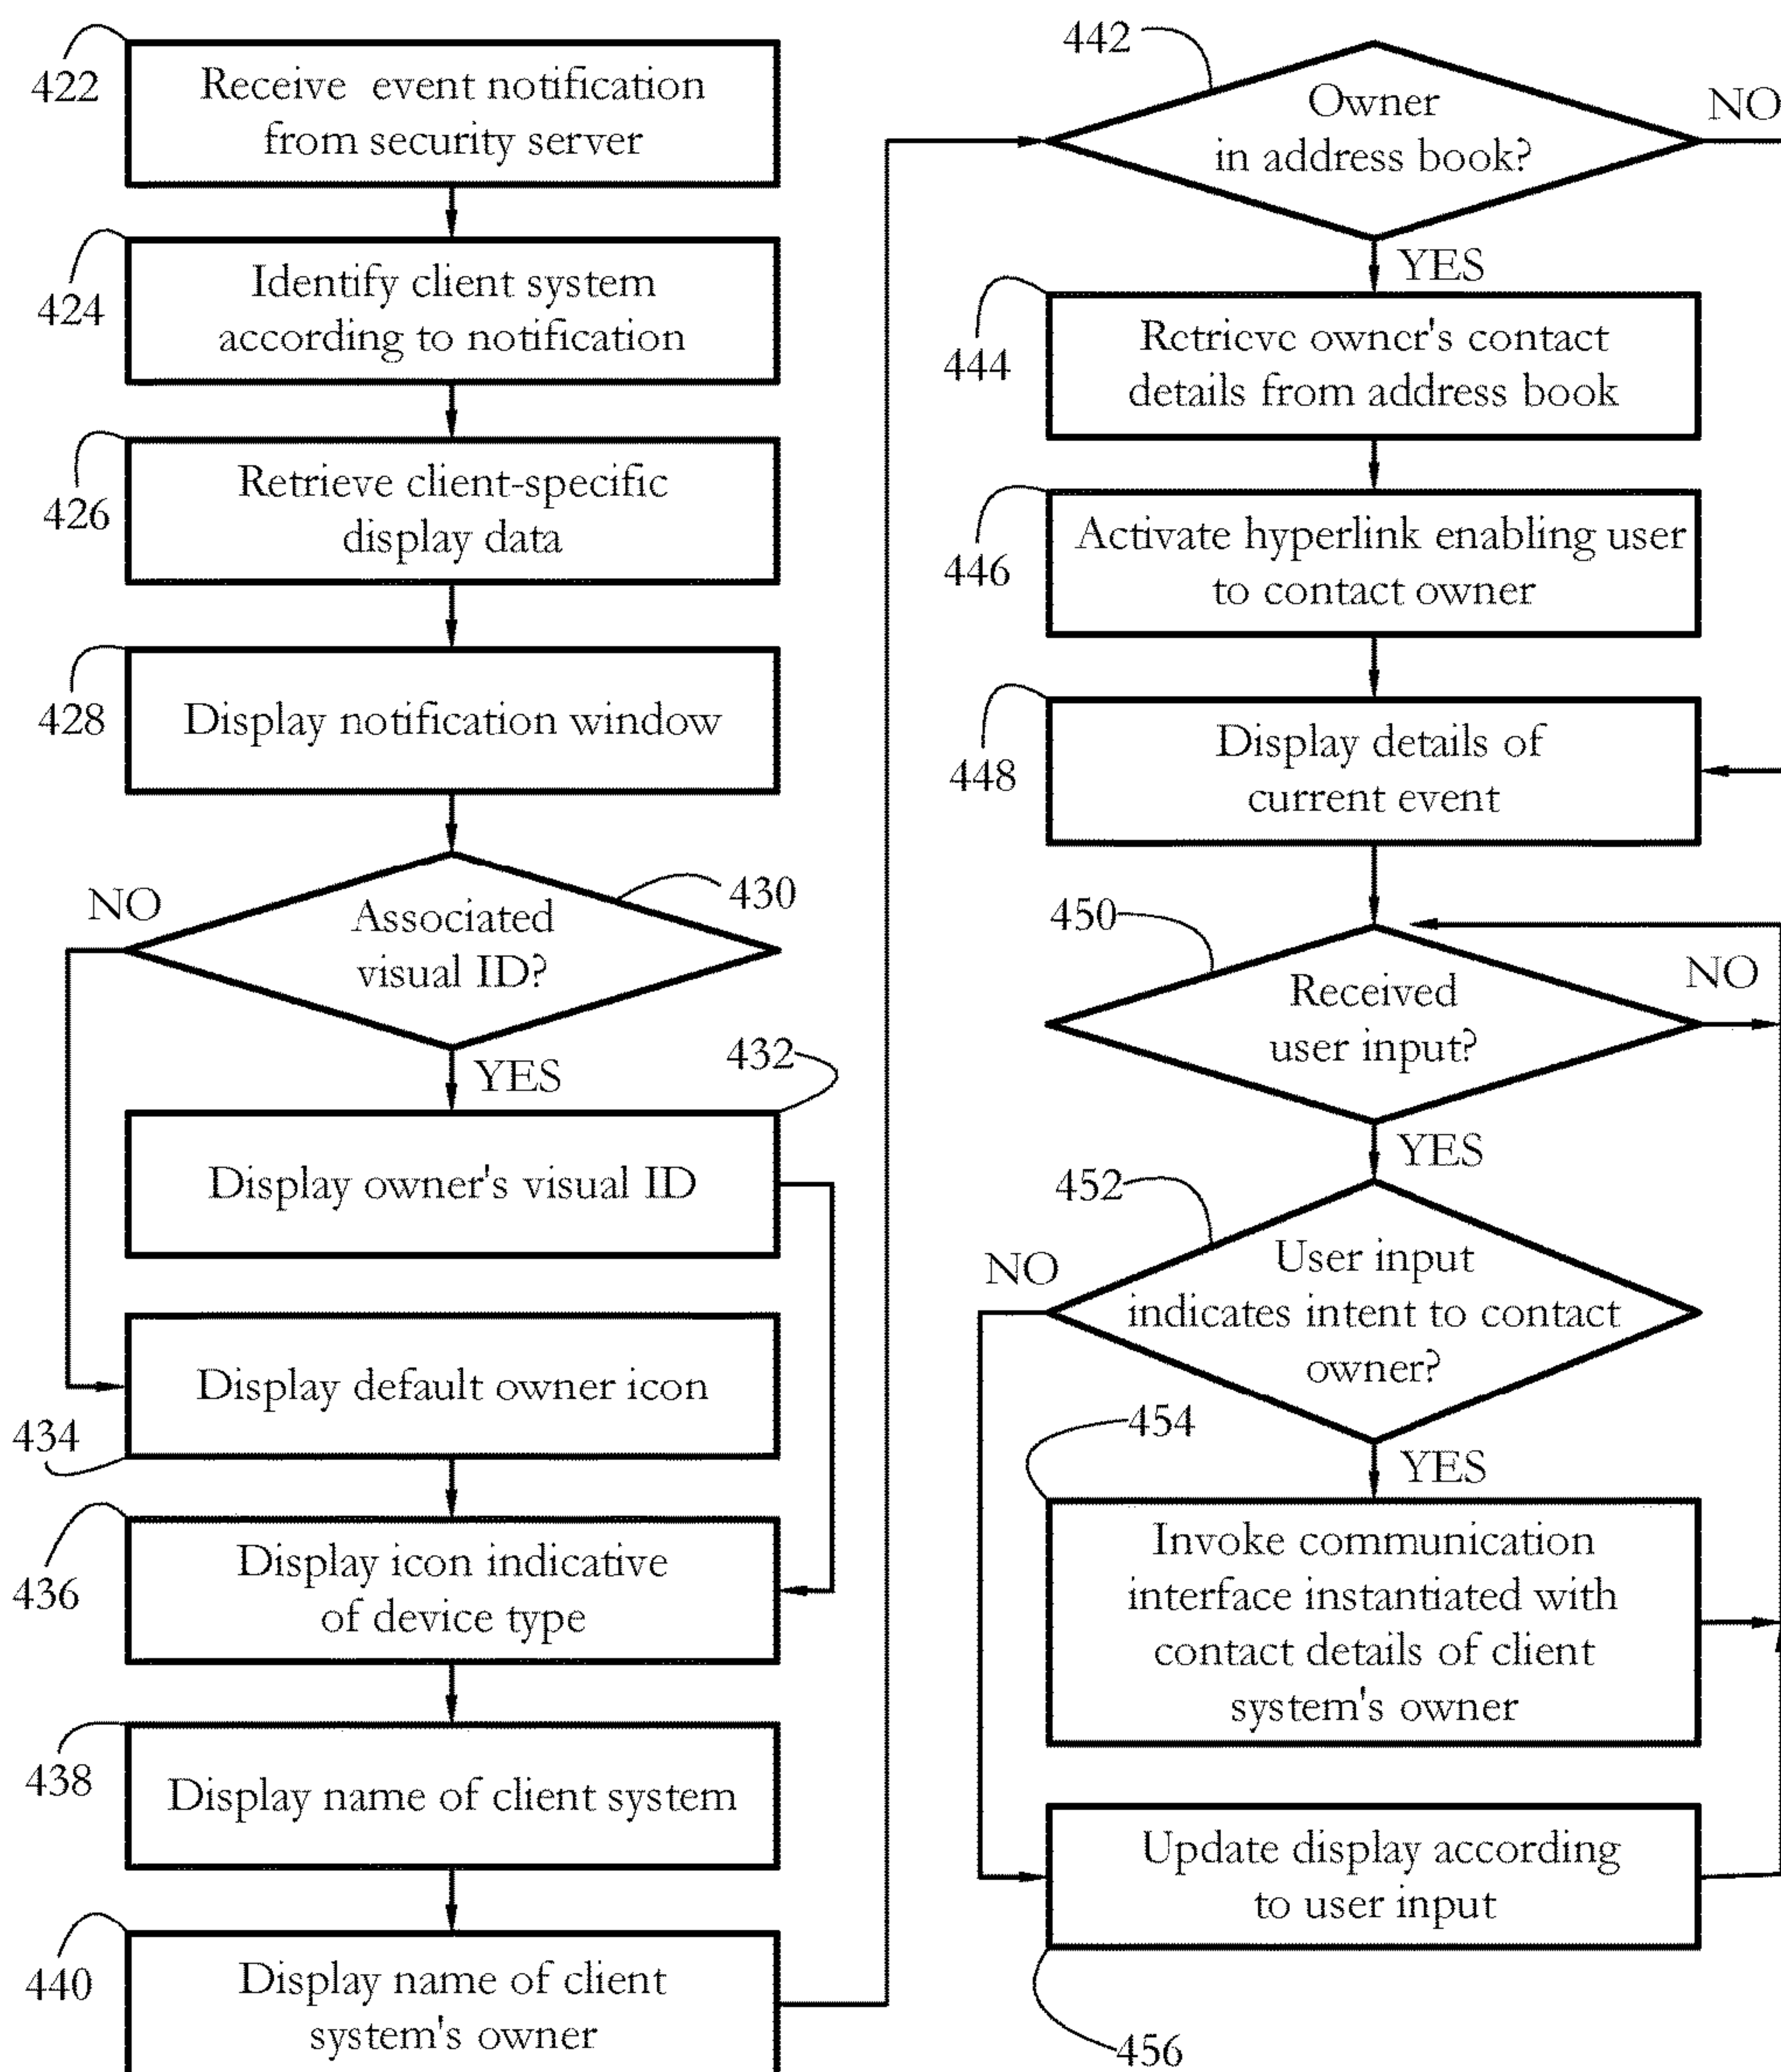 422
Receive event notification
from security server
424
Identify client system
according to notification
426
Retrieve client-specific
display data
428
Display notification window
430
NO
Associated
visual ID?
YES
432
Display owner's visual ID
Display default owner icon
434
436
Display icon indicative
of device type
438
Display name of client system
440
Display name of client
system's owner
442
NO
Owner
in address book?
YES
444
Retrieve owner's contact
details from address book
446
Activate hyperlink enabling user
to contact owner
448
Display details of
current event
450
NO
Received
user input?
YES
452
NO
User input
indicates intent to contact
owner?
454
YES
Invoke communication
interface instantiated with
contact details of client
system's owner
Update display according
to user input
456